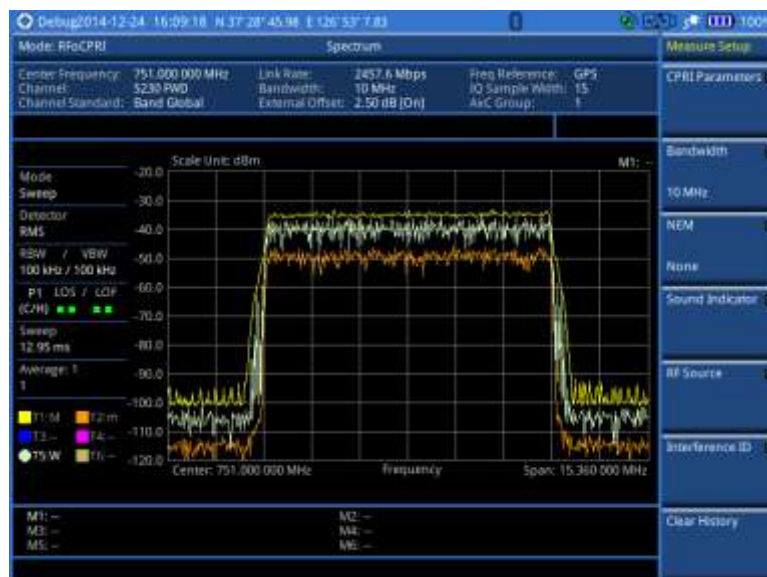 Debug2014-12-24 16:09:18 N 37° 28' 45.98 E 126° 53' 7.83 100%
Mode: RFoCPRI Spectrum Measure Setup
Center Frequency: 751.000 000 MHz Link Rate: 2457.6 Mbps Freq Reference: GPS
Channel: 5230 FWD Bandwidth: 10 MHz IQ Sample Width: 15
Channel Standard: Band Global External Offset: 2.50 dB [On] AxC Group: 1
CPRI Parameters
Bandwidth
10 MHz
NEM
None
Sound Indicator
RF Source
Interference ID
Clear History
Mode
Sweep
Detector
RMS
RBW / VBW
100 kHz / 100 kHz
P1 LOS / LOF
(C/H)
Sweep
12.95 ms
Average: 1
1
T1: M T2: m
T3: -- T4: --
T5: W T6: --
Scale Unit: dBm M1: --
-20.0
-30.0
-40.0
-50.0
-60.0
-70.0
-80.0
-90.0
-100.0
-110.0
-120.0
Center: 751.000 000 MHz Frequency Span: 15.360 000 MHz
M1: -- M2: --
M3: -- M4: --
M5: -- M6: --